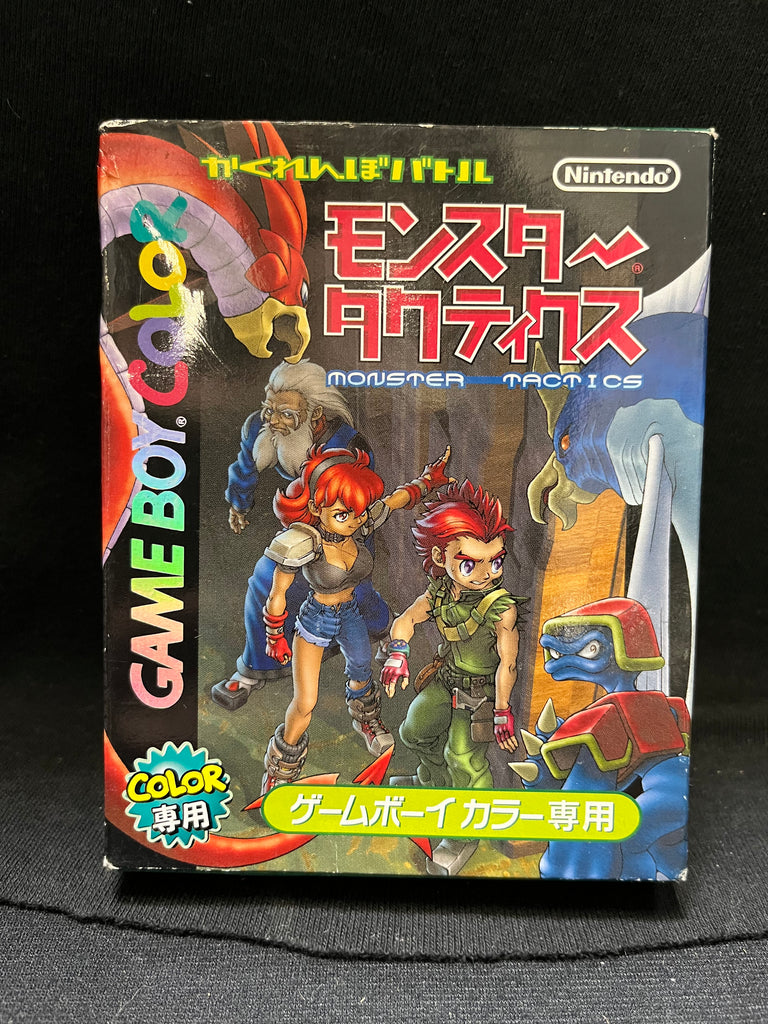 かくれんぼバトル
Nintendo®
モンスター®
タクティクス
MONSTER TACTICS
GAME BOY® COLOR
COLOR
専用
ゲームボーイ カラー専用